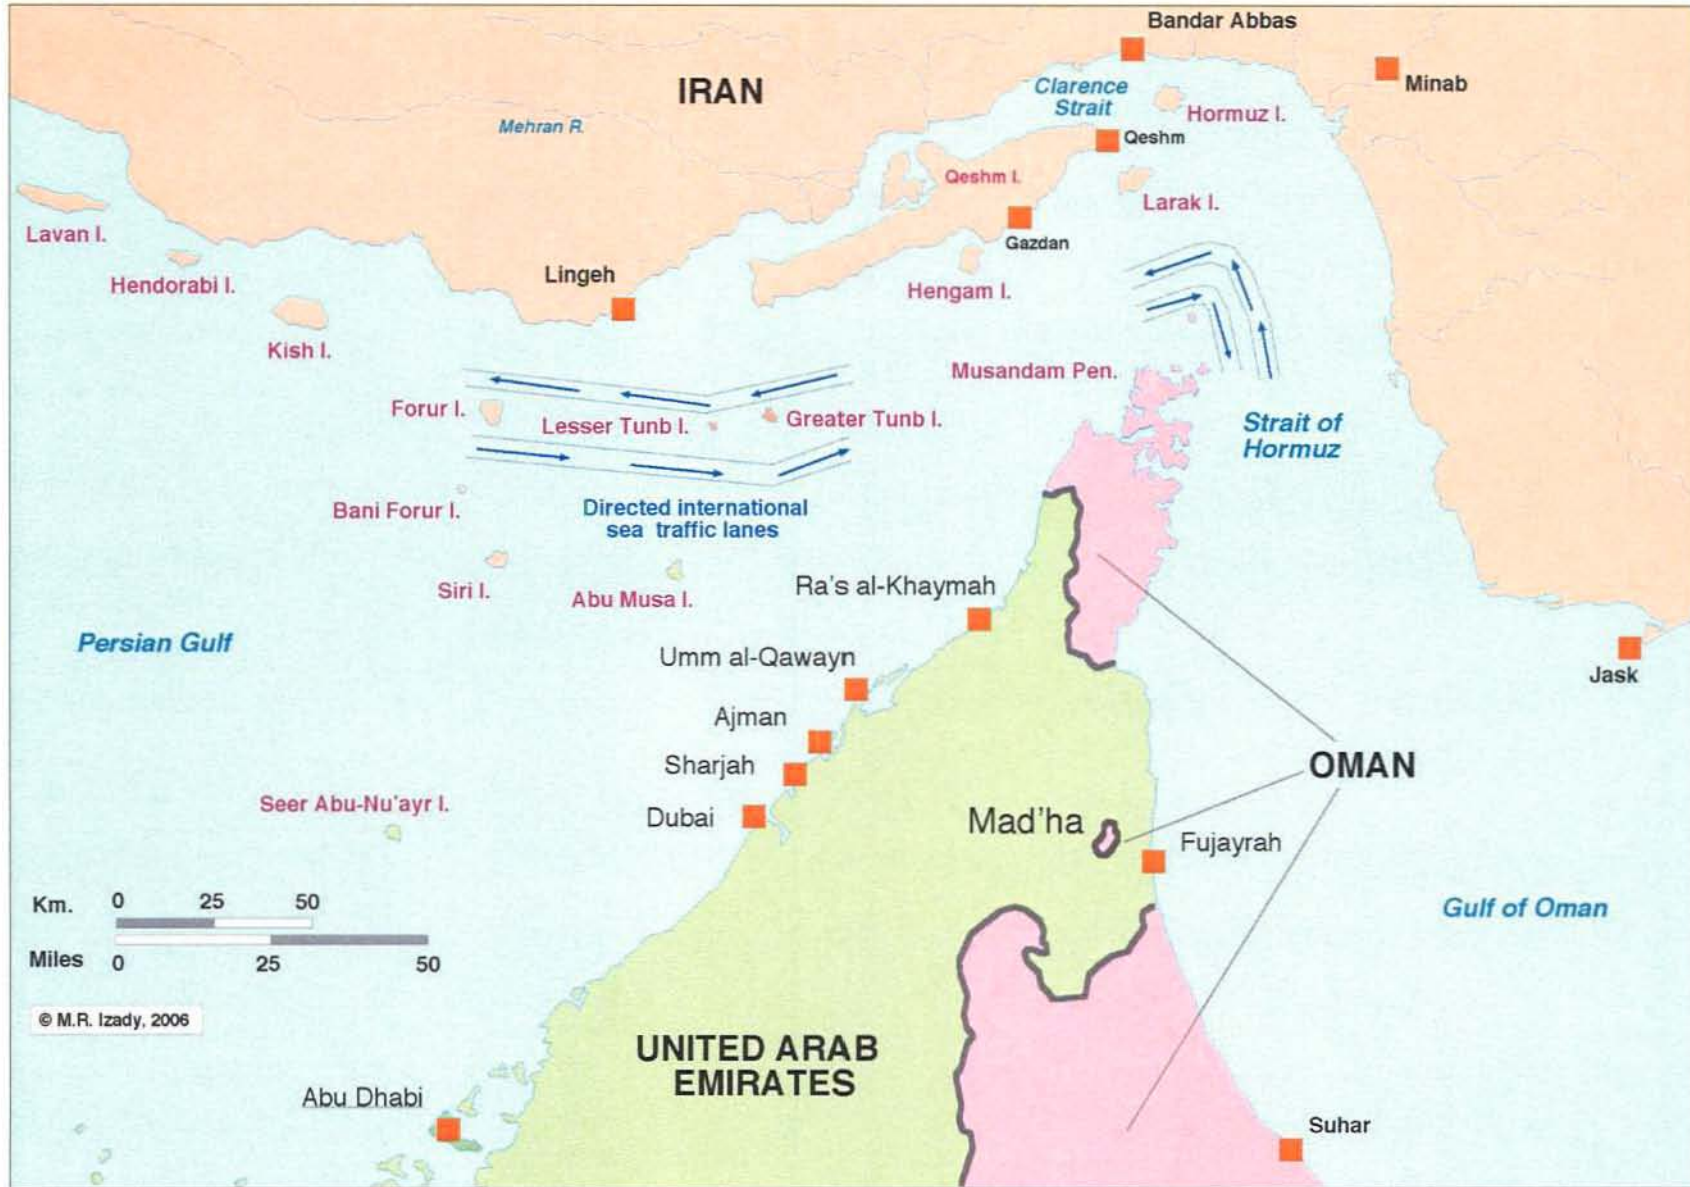 Bandar Abbas
IRAN
Clarence
Strait
Minab
Mehran R.
Hormuz I.
Qeshm
Qeshm I.
Larak I.
Lavan I.
Gazdan
Lingeh
Hendorabi I.
Hengam I.
Kish I.
Musandam Pen.
Forur I.
Lesser Tunb I.
Greater Tunb I.
Strait of
Hormuz
Bani Forur I.
Directed international
sea traffic lanes
Siri I.
Abu Musa I.
Ra's al-Khaymah
Persian Gulf
Umm al-Qawayn
Jask
Ajman
Sharjah
OMAN
Seer Abu-Nu'ayr I.
Dubai
Mad'ha
Fujayrah
Km. 0 25 50
Miles 0 25 50
Gulf of Oman
© M.R. Izady, 2006
UNITED ARAB
EMIRATES
Abu Dhabi
Suhar